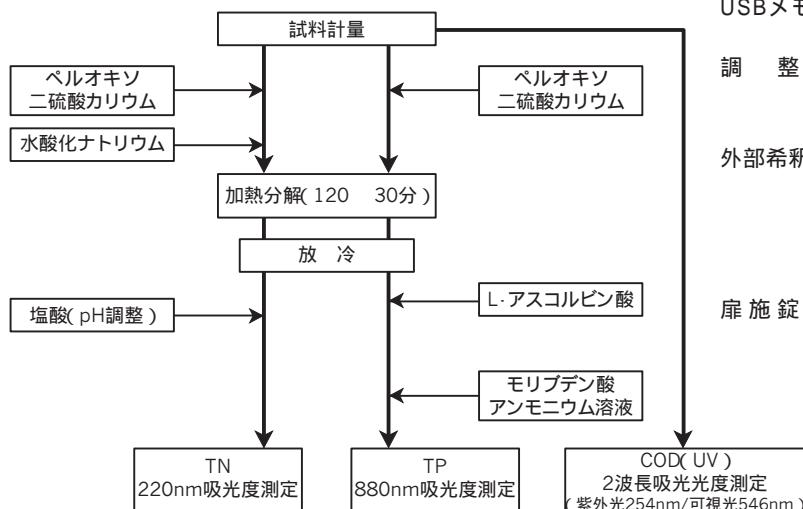 USBメモ
試料計量
調 整
ペルオキソ
二硫酸カリウム
ペルオキソ
二硫酸カリウム
水酸化ナトリウム
外部希釈
加熱分解( 120 30分 )
放 冷
塩酸( pH調整 )
L-アスコルビン酸
扉 施 錠
モリブデン酸
アンモニウム溶液
TN
220nm吸光度測定
TP
880nm吸光度測定
COD( UV )
2波長吸光光度測定
( 紫外光254nm/可視光546nm )